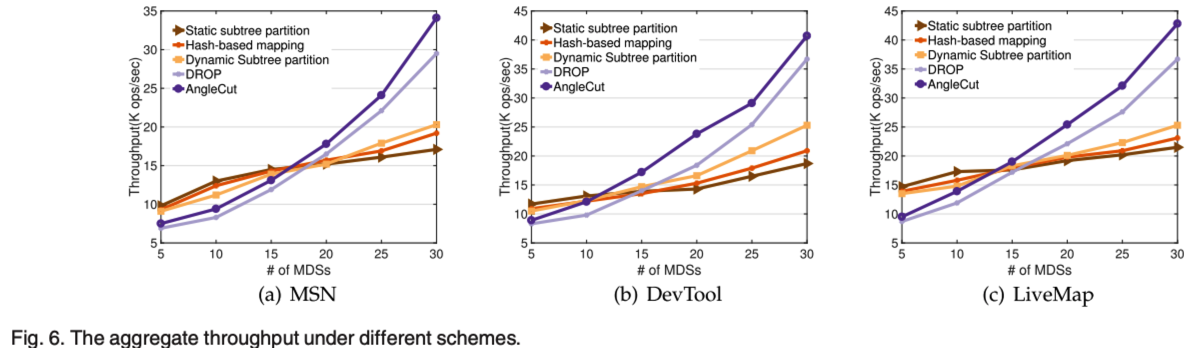 35
30
25
20
15
10
5
Throughput(K ops/sec)
Static subtree partition
Hash-based mapping
Dynamic Subtree partition
DROP
AngleCut
5 10 15 20 25 30
# of MDSs
(a) MSN
45
40
35
30
25
20
15
10
5
Throughput(K ops/sec)
Static subtree partition
Hash-based mapping
Dynamic Subtree partition
DROP
AngleCut
5 10 15 20 25 30
# of MDSs
(b) DevTool
45
40
35
30
25
20
15
10
5
Throughput(K ops/sec)
Static subtree partition
Hash-based mapping
Dynamic Subtree partition
DROP
AngleCut
5 10 15 20 25 30
# of MDSs
(c) LiveMap
Fig. 6. The aggregate throughput under different schemes.